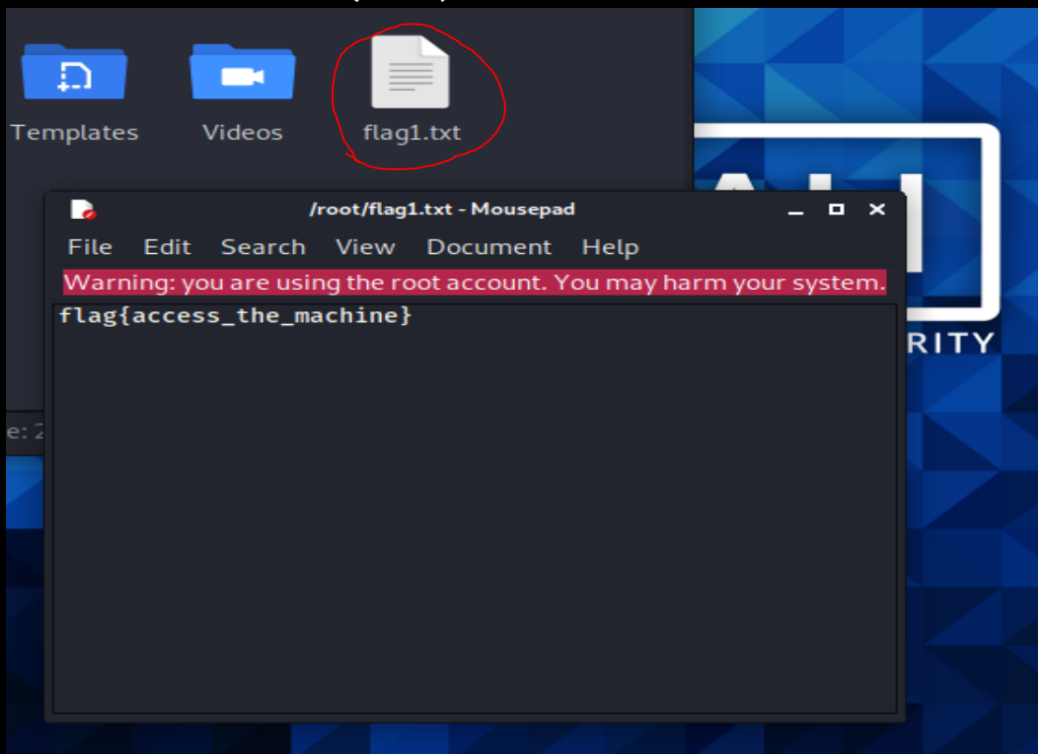 Templates
Videos
flag1.txt
/root/flag1.txt - Mousepad
File Edit Search View Document Help
Warning: you are using the root account. You may harm your system.
flag{access_the_machine}